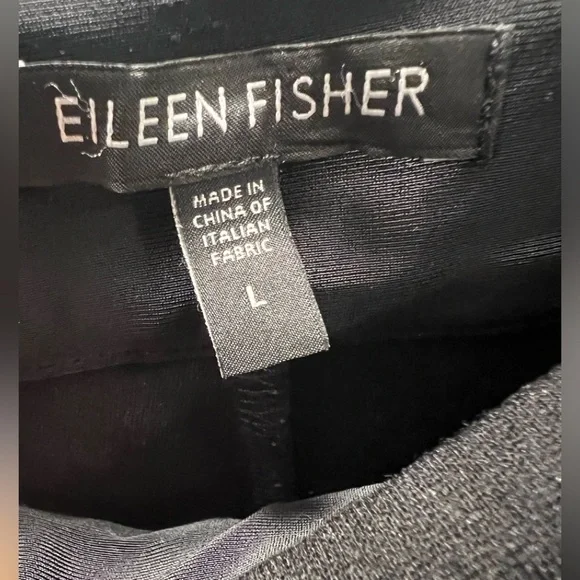 EILEEN FISHER
MADE IN
CHINA OF
ITALIAN
FABRIC
L